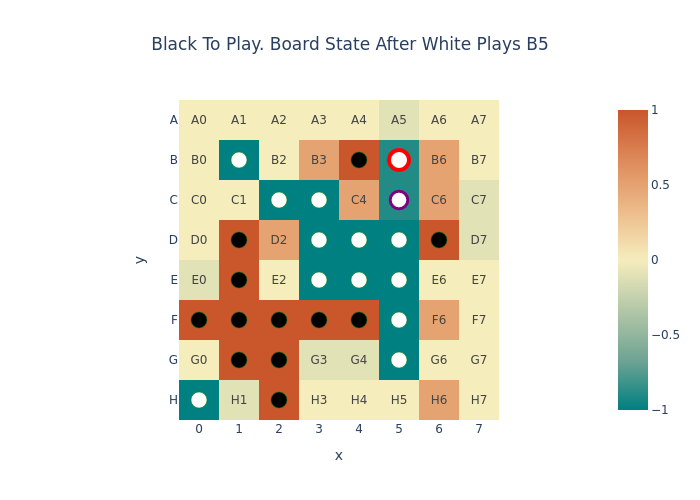 Black To Play. Board State After White Plays B5
A A0 A1 A2 A3 A4 A5 A6 A7
B B0 B2 B3 B6 B7
C C0 C1 C4 C6 C7
D D0 D2 D7
E E0 E2 E6 E7
F F6 F7
G G0 G3 G4 G6 G7
H H1 H3 H4 H5 H6 H7
0 1 2 3 4 5 6 7
x
y
1
0.5
0
−0.5
−1